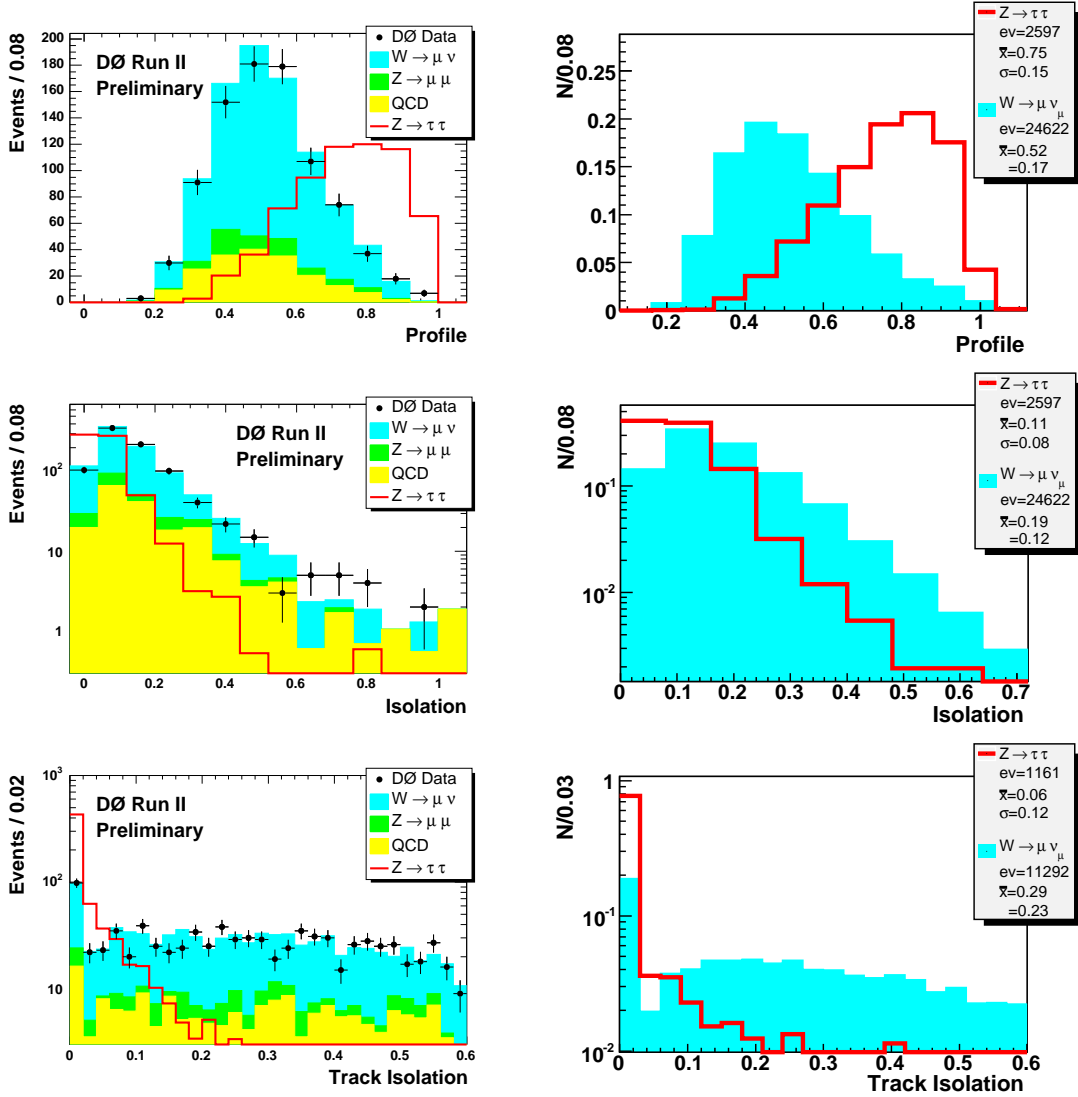 Events / 0.08
200
180
160
140
120
100
80
60
40
20
0
DØ Run II
Preliminary
DØ Data
W → μ ν
Z → μ μ
QCD
Z → τ τ
0.2 0.4 0.6 0.8 1
Profile
N/0.08
0.25
0.2
0.15
0.1
0.05
0
Z → τ τ
ev=2597
x̄=0.75
σ=0.15
W → μ ν_μ
ev=24622
x̄=0.52
=0.17
0.2 0.4 0.6 0.8 1
Profile
Events / 0.08
10²
10
1
DØ Run II
Preliminary
DØ Data
W → μ ν
Z → μ μ
QCD
Z → τ τ
0 0.2 0.4 0.6 0.8 1
Isolation
N/0.08
10⁻¹
10⁻²
Z → τ τ
ev=2597
x̄=0.11
σ=0.08
W → μ ν_μ
ev=24622
x̄=0.19
=0.12
0 0.1 0.2 0.3 0.4 0.5 0.6 0.7
Isolation
Events / 0.02
10³
10²
10
DØ Run II
Preliminary
DØ Data
W → μ ν
Z → μ μ
QCD
Z → τ τ
0 0.1 0.2 0.3 0.4 0.5 0.6
Track Isolation
N/0.03
1
10⁻¹
10⁻²
Z → τ τ
ev=1161
x̄=0.06
σ=0.12
W → μ ν_μ
ev=11292
x̄=0.29
=0.23
0 0.1 0.2 0.3 0.4 0.5 0.6
Track Isolation